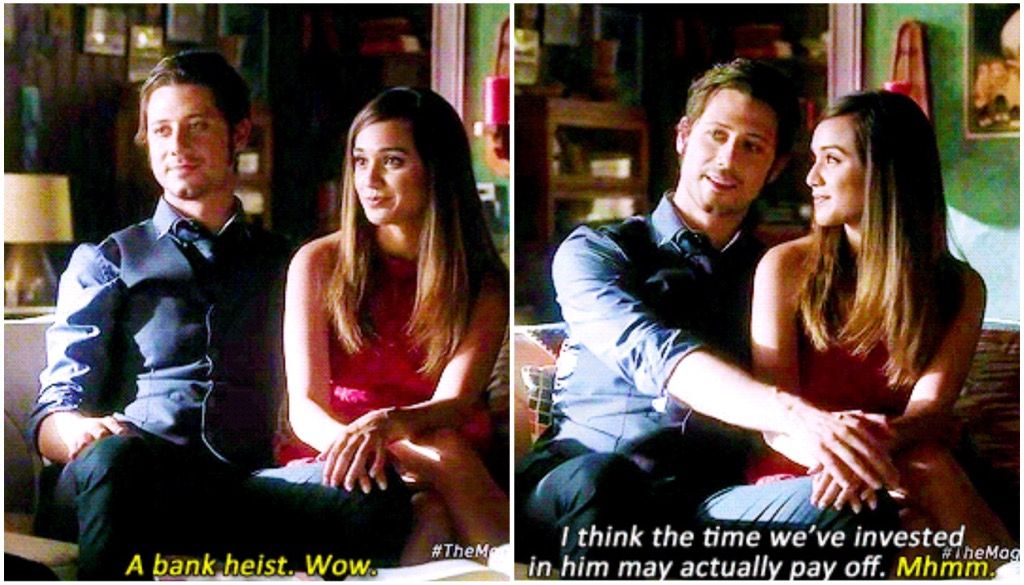 A bank heist. Wow.
#TheMag
I think the time we've invested
in him may actually pay off. Mhmm.
#TheMag